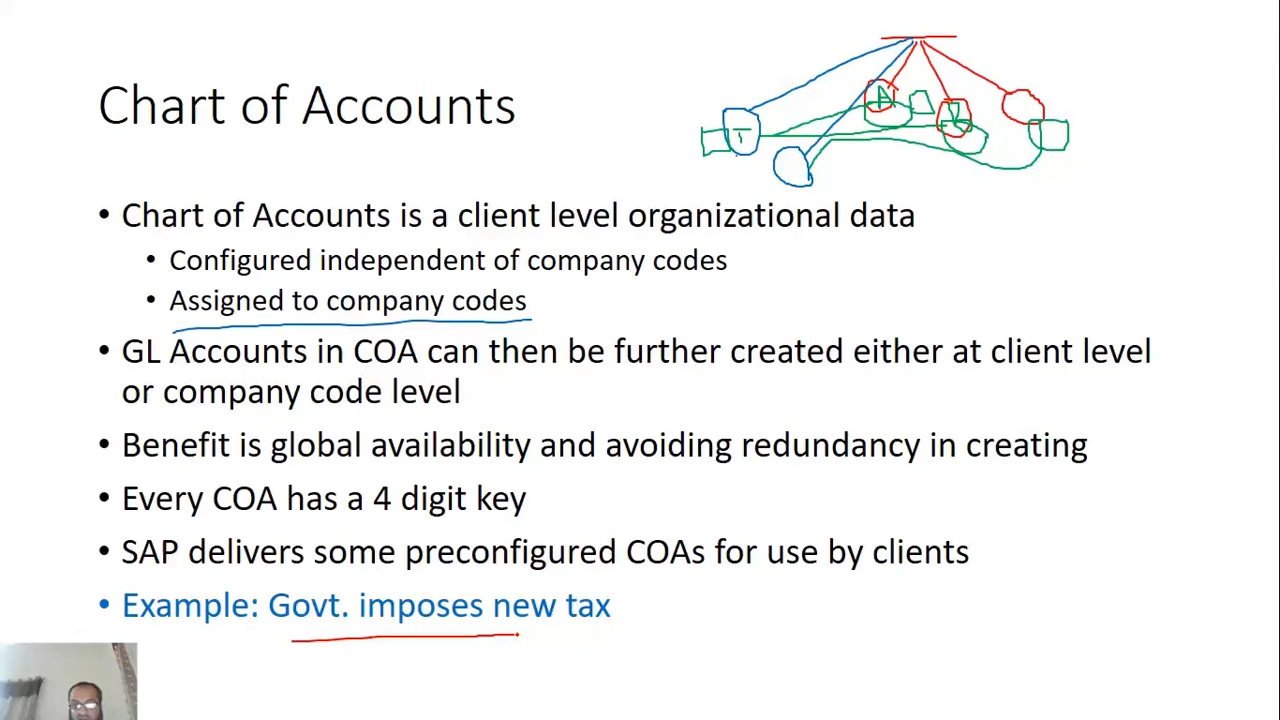 Chart of Accounts
A
T
• Chart of Accounts is a client level organizational data
• Configured independent of company codes
• Assigned to company codes
• GL Accounts in COA can then be further created either at client level
or company code level
• Benefit is global availability and avoiding redundancy in creating
• Every COA has a 4 digit key
• SAP delivers some preconfigured COAs for use by clients
• Example: Govt. imposes new tax